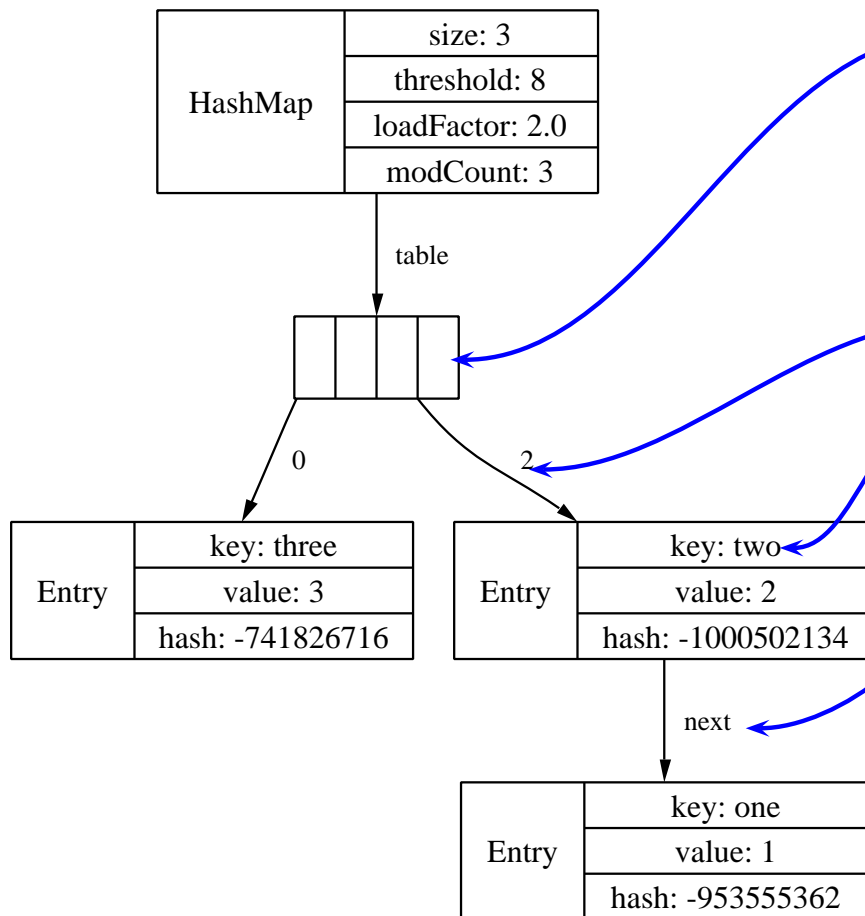 HashMap
size: 3
threshold: 8
loadFactor: 2.0
modCount: 3
table
0
2
Entry
key: three
value: 3
hash: -741826716
Entry
key: two
value: 2
hash: -1000502134
next
Entry
key: one
value: 1
hash: -953555362